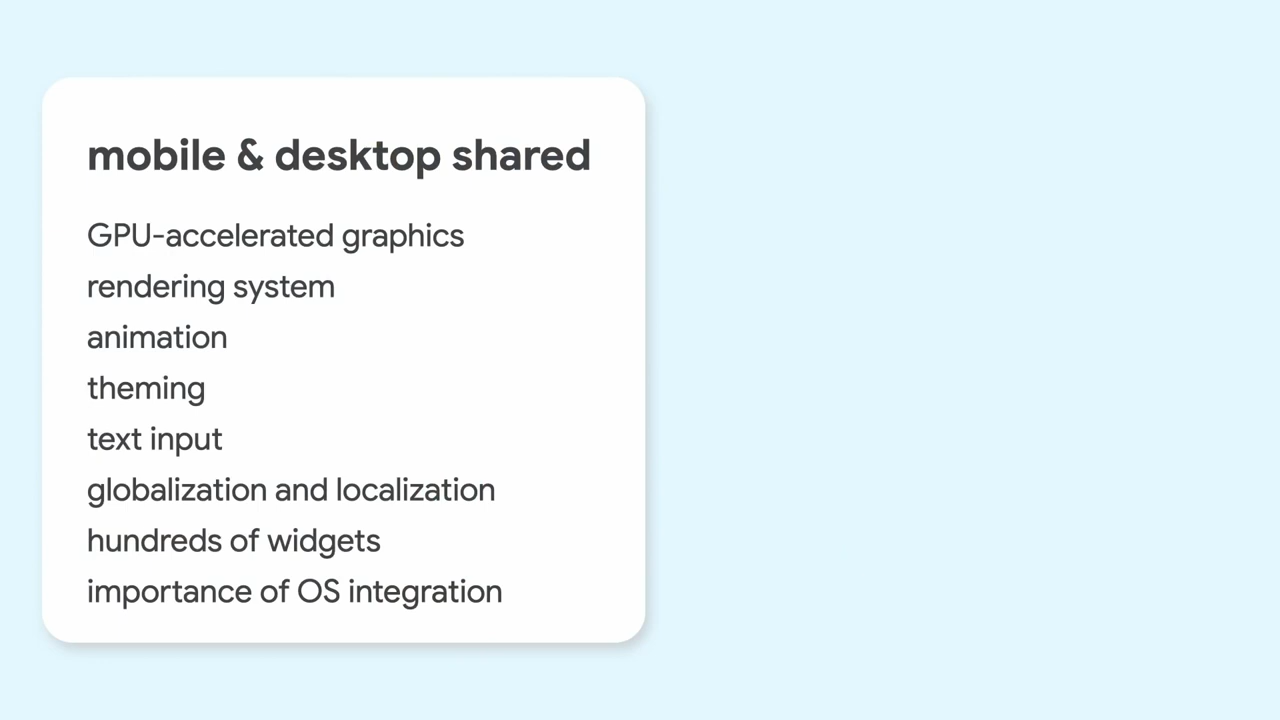 mobile & desktop shared
GPU-accelerated graphics
rendering system
animation
theming
text input
globalization and localization
hundreds of widgets
importance of OS integration